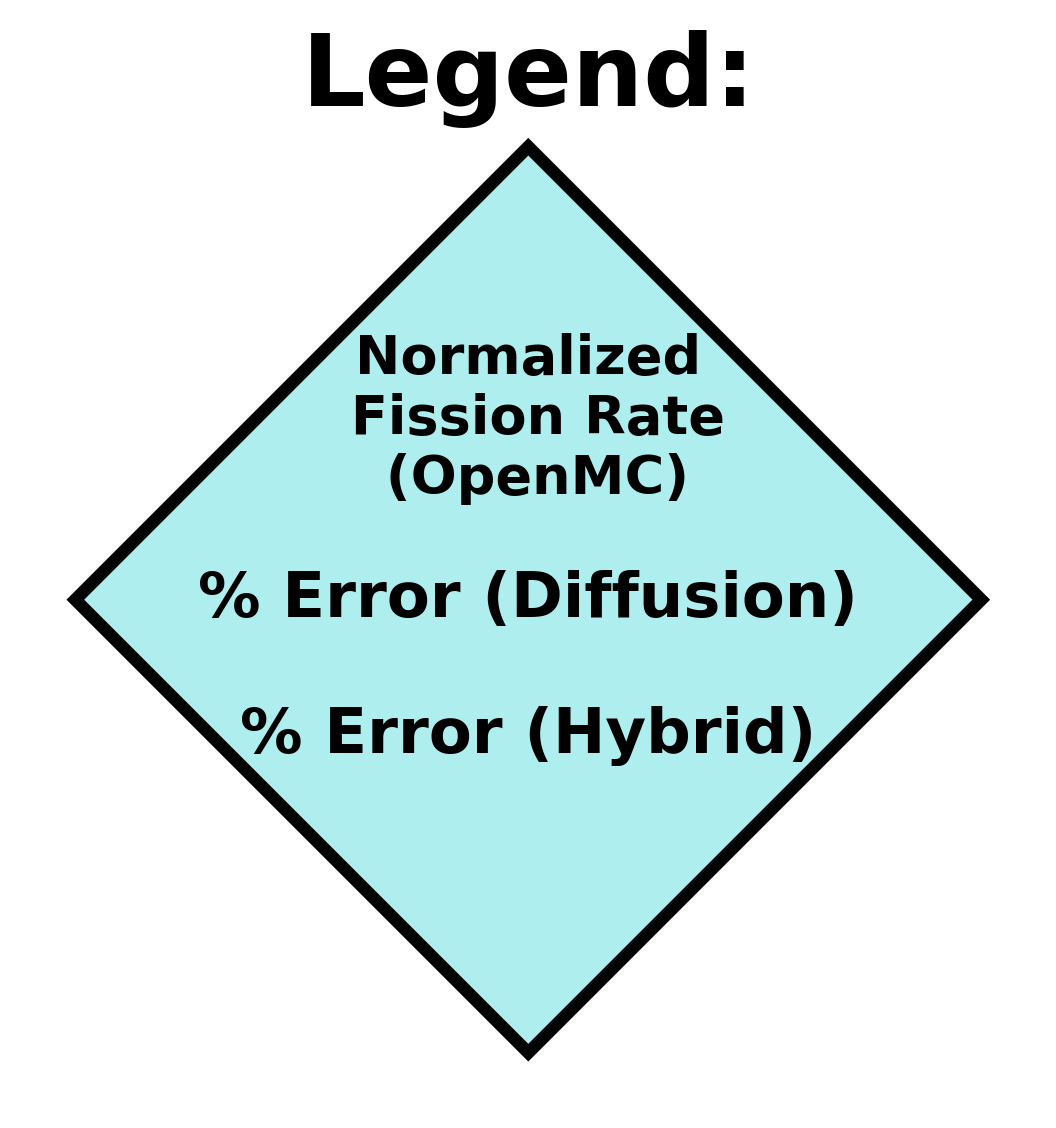 Legend:
Normalized
Fission Rate
(OpenMC)
% Error (Diffusion)
% Error (Hybrid)